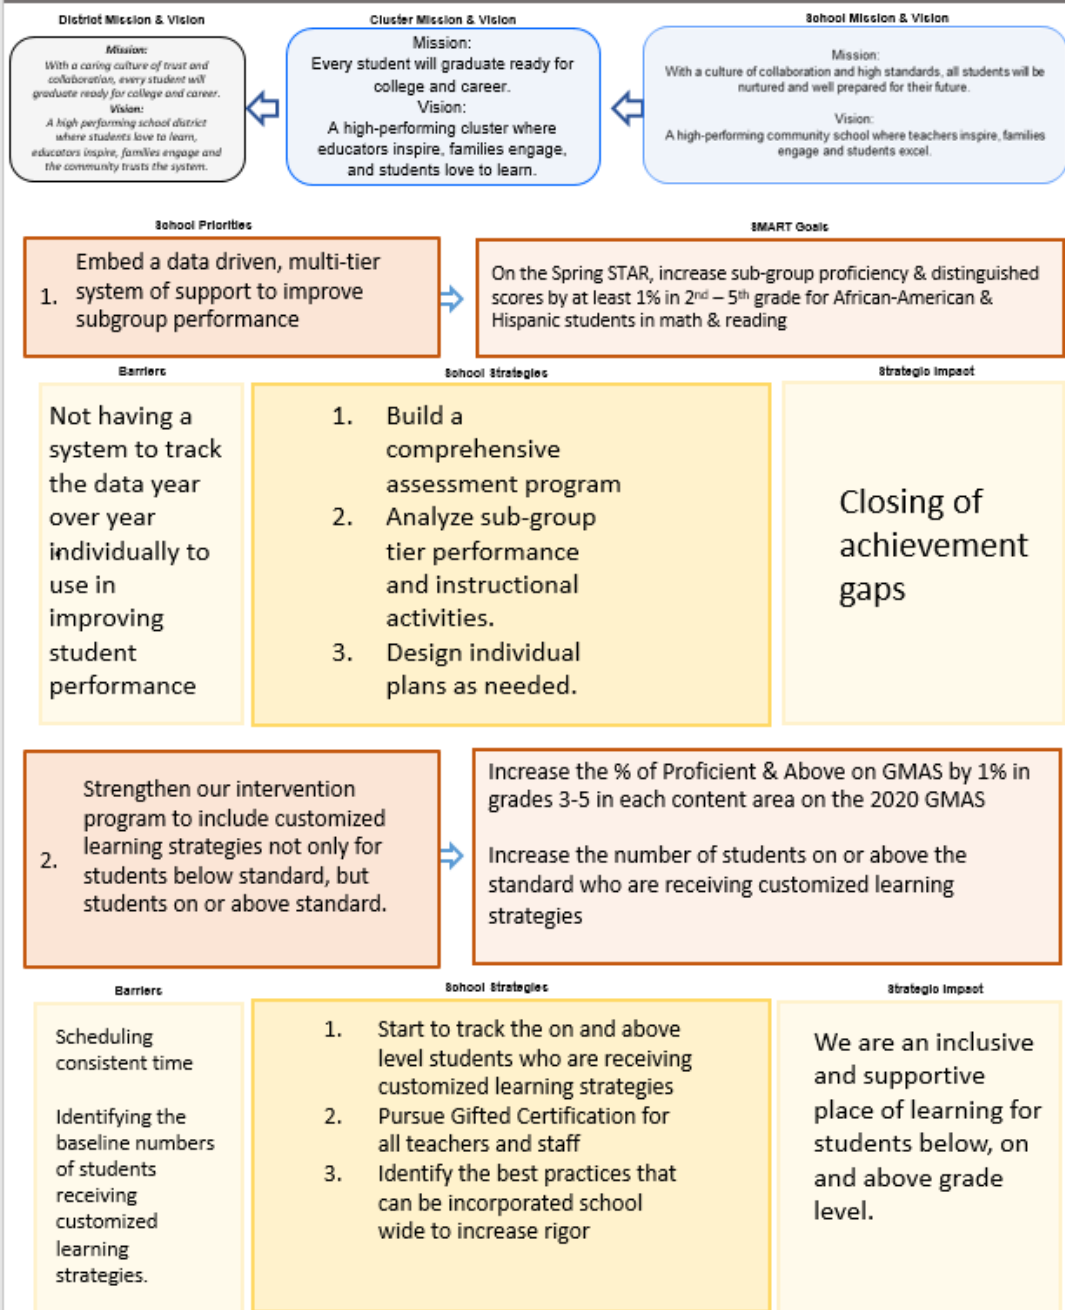 District Mission & Vision
Mission:
With a caring culture of trust and
collaboration, every student will
graduate ready for college and career.
Vision:
A high performing school district
where students love to learn,
educators inspire, families engage and
the community trusts the system.
Cluster Mission & Vision
Mission:
Every student will graduate ready for
college and career.
Vision:
A high-performing cluster where
educators inspire, families engage,
and students love to learn.
School Mission & Vision
Mission:
With a culture of collaboration and high standards, all students will be
nurtured and well prepared for their future.
Vision:
A high-performing community school where teachers inspire, families
engage and students excel.
School Priorities
1. Embed a data driven, multi-tier
system of support to improve
subgroup performance
SMART Goals
On the Spring STAR, increase sub-group proficiency & distinguished
scores by at least 1% in 2nd – 5th grade for African-American &
Hispanic students in math & reading
Barriers
Not having a
system to track
the data year
over year
individually to
use in
improving
student
performance
School Strategies
1. Build a
comprehensive
assessment program
2. Analyze sub-group
tier performance
and instructional
activities.
3. Design individual
plans as needed.
Strategic Impact
Closing of
achievement
gaps
2. Strengthen our intervention
program to include customized
learning strategies not only for
students below standard, but
students on or above standard.
Increase the % of Proficient & Above on GMAS by 1% in
grades 3-5 in each content area on the 2020 GMAS
Increase the number of students on or above the
standard who are receiving customized learning
strategies
Barriers
Scheduling
consistent time
Identifying the
baseline numbers
of students
receiving
customized
learning
strategies.
School Strategies
1. Start to track the on and above
level students who are receiving
customized learning strategies
2. Pursue Gifted Certification for
all teachers and staff
3. Identify the best practices that
can be incorporated school
wide to increase rigor
Strategic Impact
We are an inclusive
and supportive
place of learning for
students below, on
and above grade
level.